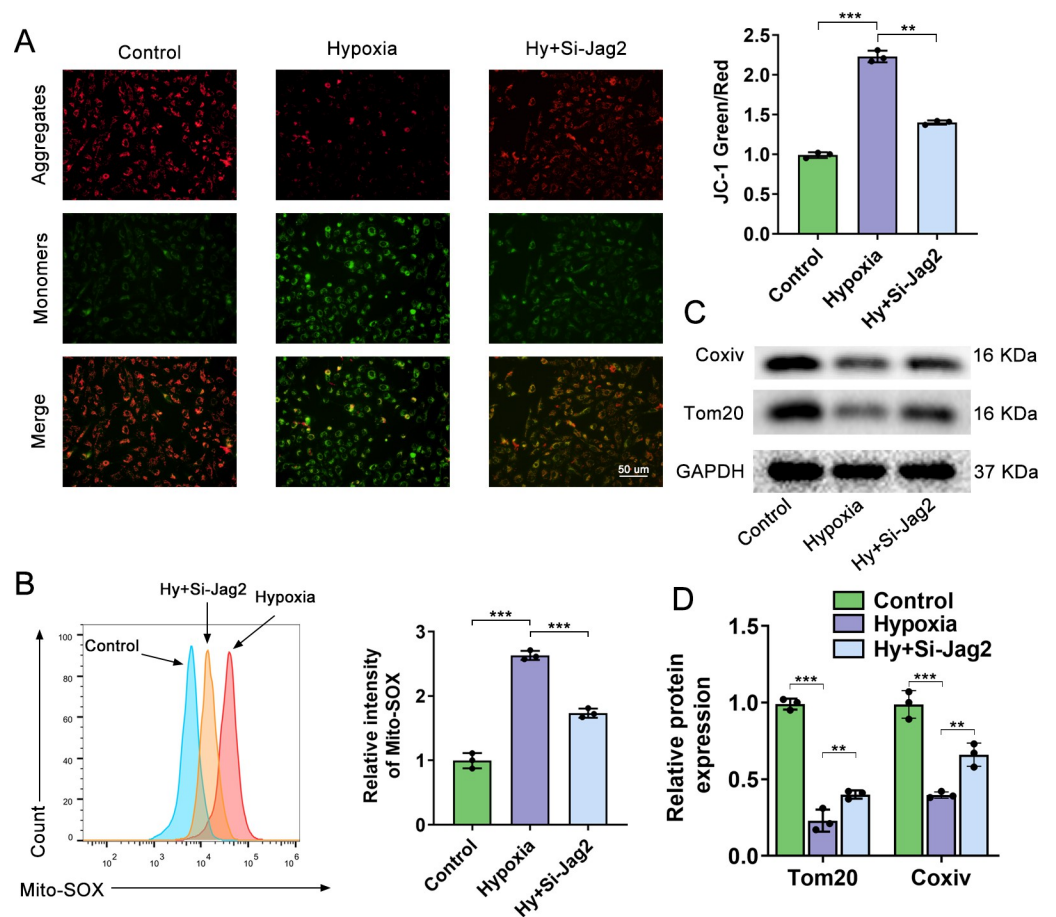 A
Control
Hypoxia
Hy+Si-Jag2
Aggregates
Monomers
Merge
50 um
***
**
JC-1 Green/Red
2.5
2.0
1.5
1.0
0.5
0.0
Control
Hypoxia
Hy+Si-Jag2
C
Coxiv
16 KDa
Tom20
16 KDa
GAPDH
37 KDa
Control
Hypoxia
Hy+Si-Jag2
B
Hy+Si-Jag2
Hypoxia
Control
Count
100
80
60
40
20
0
10^2
10^3
10^4
10^5
10^6
Mito-SOX
***
***
Relative intensity
of Mito-SOX
3
2
1
0
Control
Hypoxia
Hy+Si-Jag2
D
Control
Hypoxia
Hy+Si-Jag2
Relative protein
expression
1.5
1.0
0.5
0.0
***
**
***
**
Tom20
Coxiv